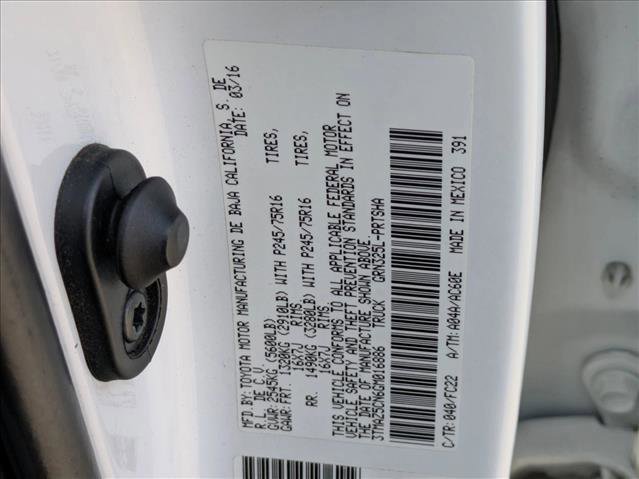 MFD.BY:TOYOTA MOTOR MANUFACTURING DE BAJA CALIFORNIA, S. DE
R. L. DE C.V. DATE: 03/16
GVWR:2545KG (5600LB)
GAWR:FRT. 1320KG (2910LB) WITH P245/75R16 TIRES,
16X7J RIMS
RR. 1490KG (3280LB) WITH P245/75R16 TIRES,
16X7J RIMS
THIS VEHICLE CONFORMS TO ALL APPLICABLE FEDERAL MOTOR
VEHICLE SAFETY AND THEFT PREVENTION STANDARDS IN EFFECT ON
THE DATE OF MANUFACTURE SHOWN ABOVE.
3TMAZ5CN6GM016886 TRUCK GRN325L-PRTSMA
C/TR:040/FC22 A/TM:A04A/AC60E MADE IN MEXICO 391